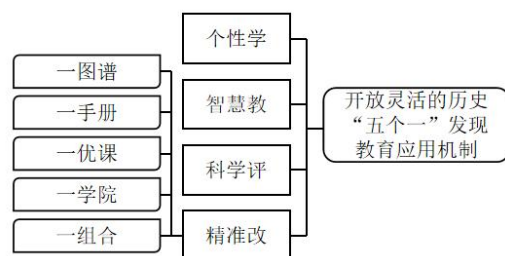 一图谱
一手册
一优课
一学院
一组合
个性学
智慧教
科学评
精准改
开放灵活的历史
“五个一”发现
教育应用机制